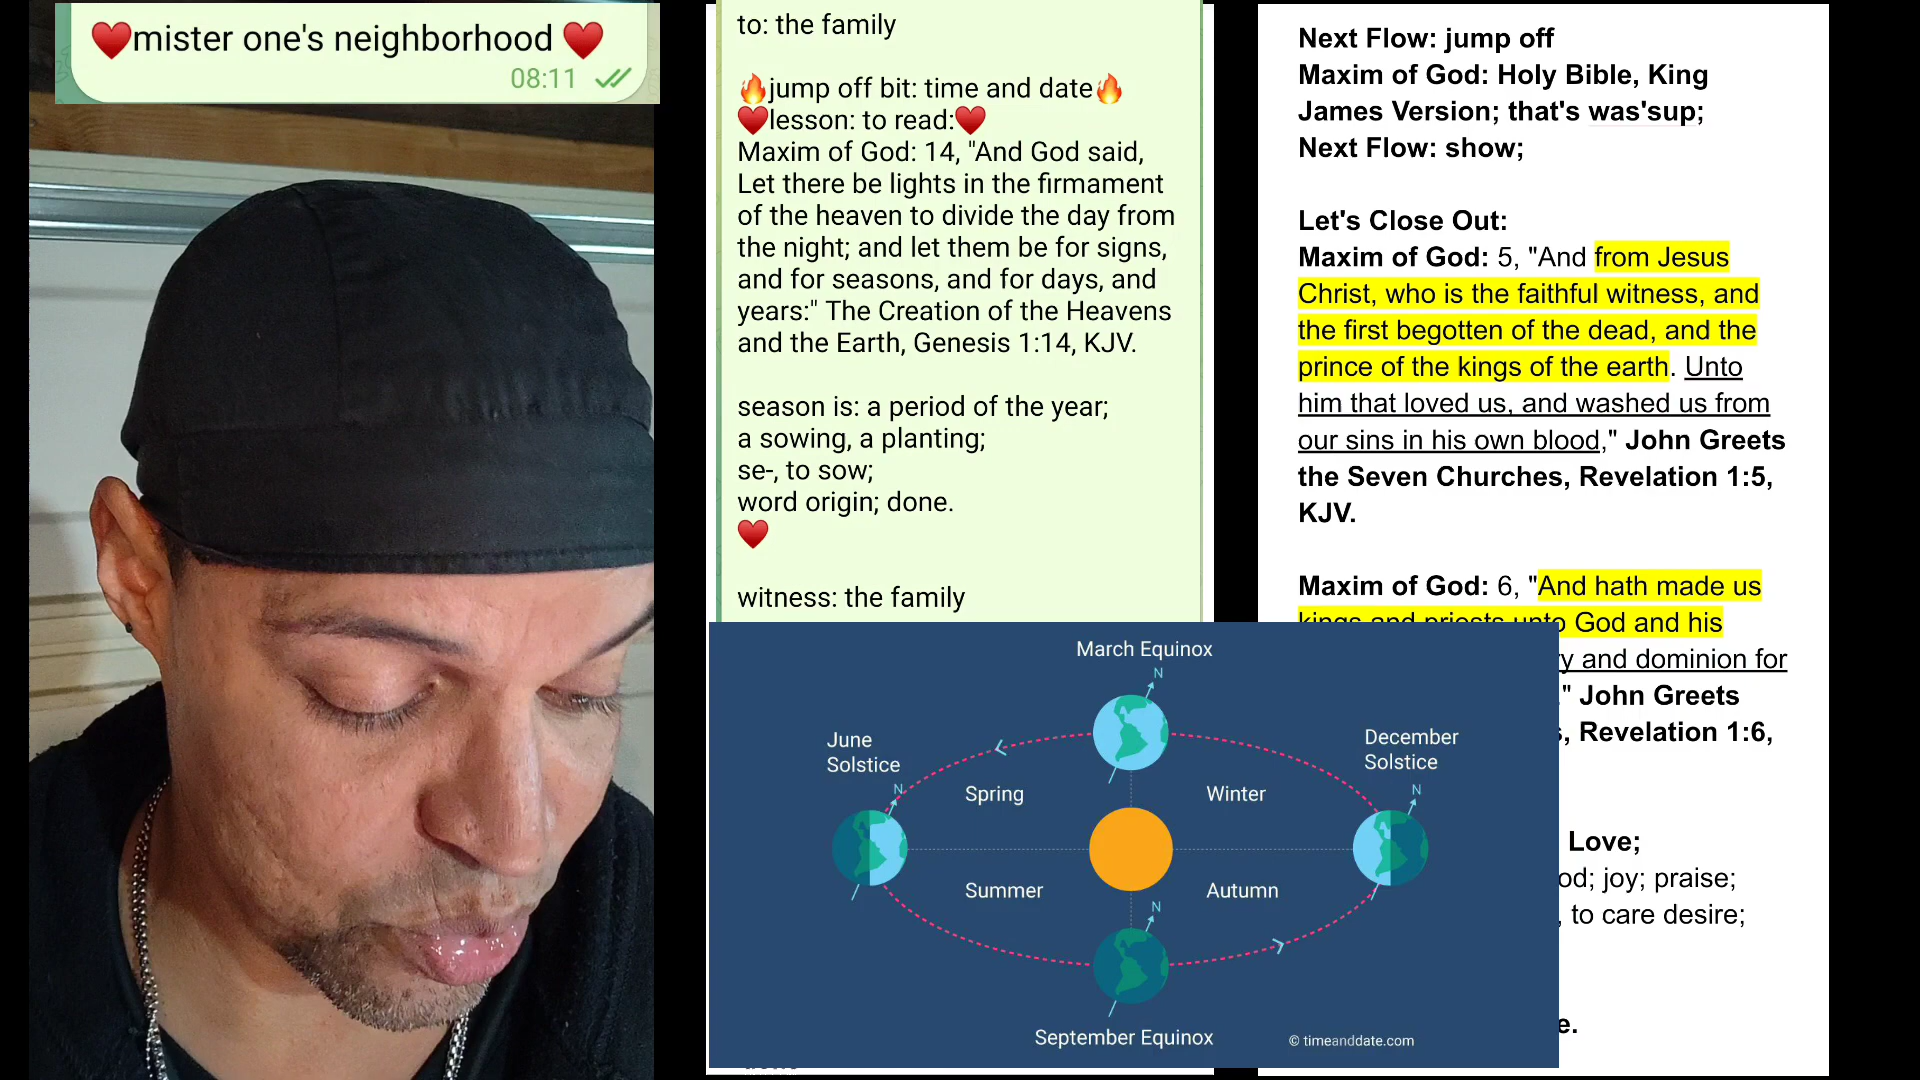 ♥️mister one's neighborhood ♥️
08:11
to: the family
🔥jump off bit: time and date🔥
♥️lesson: to read:♥️
Maxim of God: 14, "And God said,
Let there be lights in the firmament
of the heaven to divide the day from
the night; and let them be for signs,
and for seasons, and for days, and
years:" The Creation of the Heavens
and the Earth, Genesis 1:14, KJV.
season is: a period of the year;
a sowing, a planting;
se-, to sow;
word origin; done.
♥️
witness: the family
March Equinox
N
June
Solstice
N
December
Solstice
N
Spring
Winter
Summer
Autumn
N
September Equinox
© timeanddate.com
Next Flow: jump off
Maxim of God: Holy Bible, King
James Version; that's was'sup;
Next Flow: show;
Let's Close Out:
Maxim of God: 5, "And from Jesus
Christ, who is the faithful witness, and
the first begotten of the dead, and the
prince of the kings of the earth. Unto
him that loved us, and washed us from
our sins in his own blood," John Greets
the Seven Churches, Revelation 1:5,
KJV.
Maxim of God: 6, "And hath made us
kings and priests unto God and his
and dominion for
" John Greets
, Revelation 1:6,
Love;
joy; praise;
, to care desire;